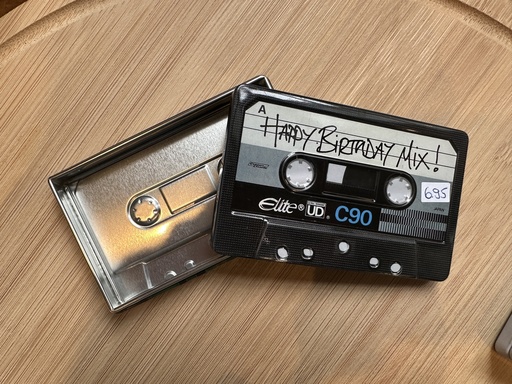 A
HAPPY BIRTHDAY MIX!
695
Elite® UD® C90